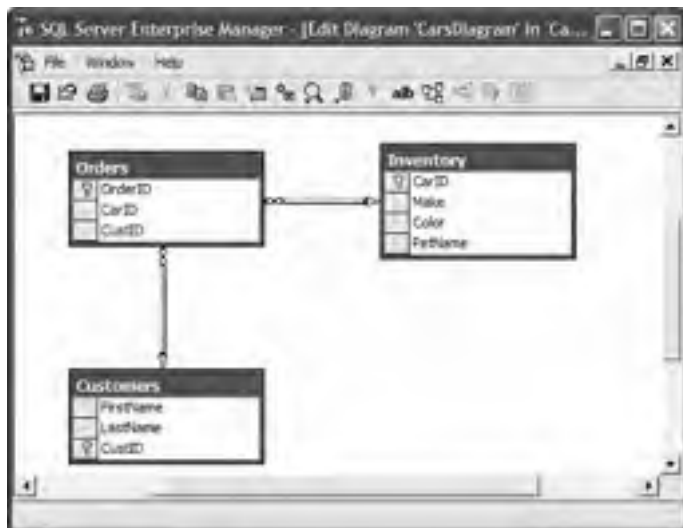 SQL Server Enterprise Manager - [Edit Diagram 'CarsDiagram' in 'Ca...
File Window Help
ab
Orders
OrderID
CarID
CustID
Inventory
CarID
Make
Color
PetName
Customers
FirstName
LastName
CustID